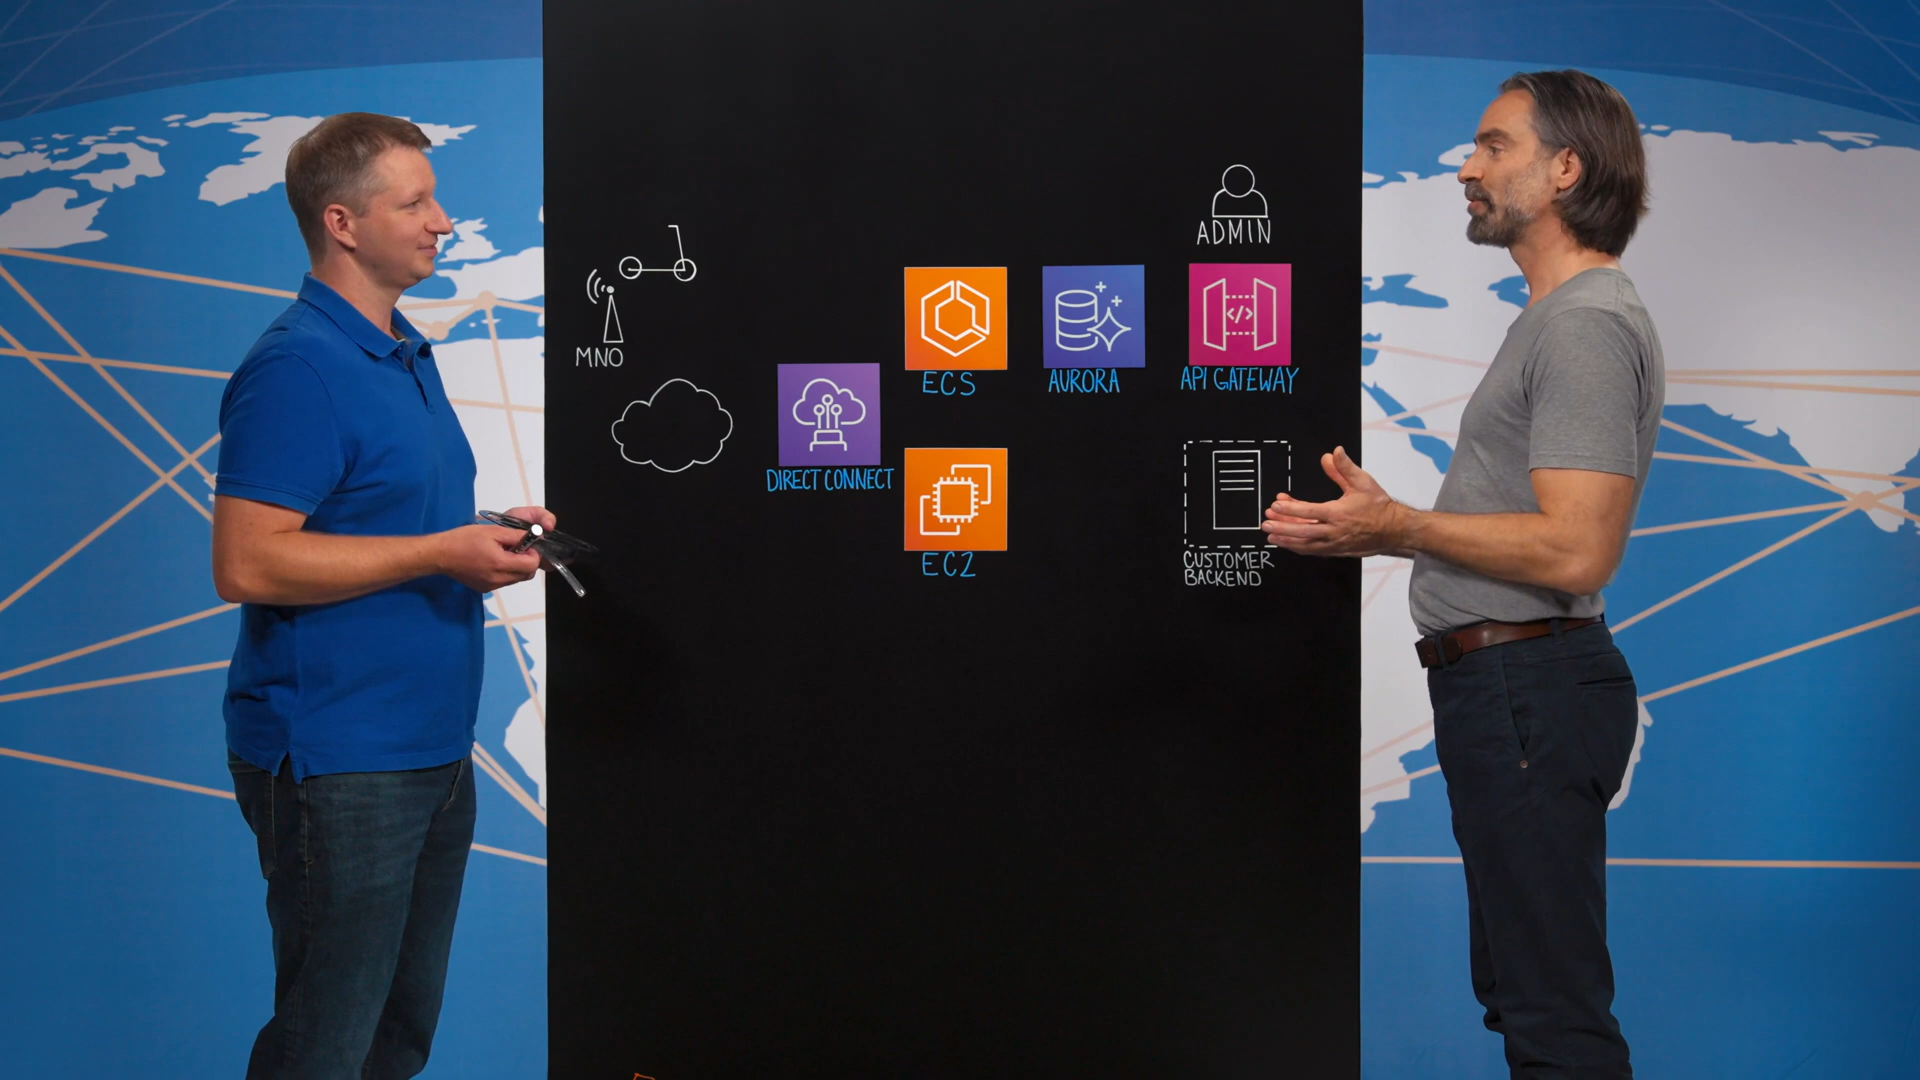 ADMIN
MNO
ECS
AURORA
API GATEWAY
</>
DIRECT CONNECT
EC2
CUSTOMER
BACKEND